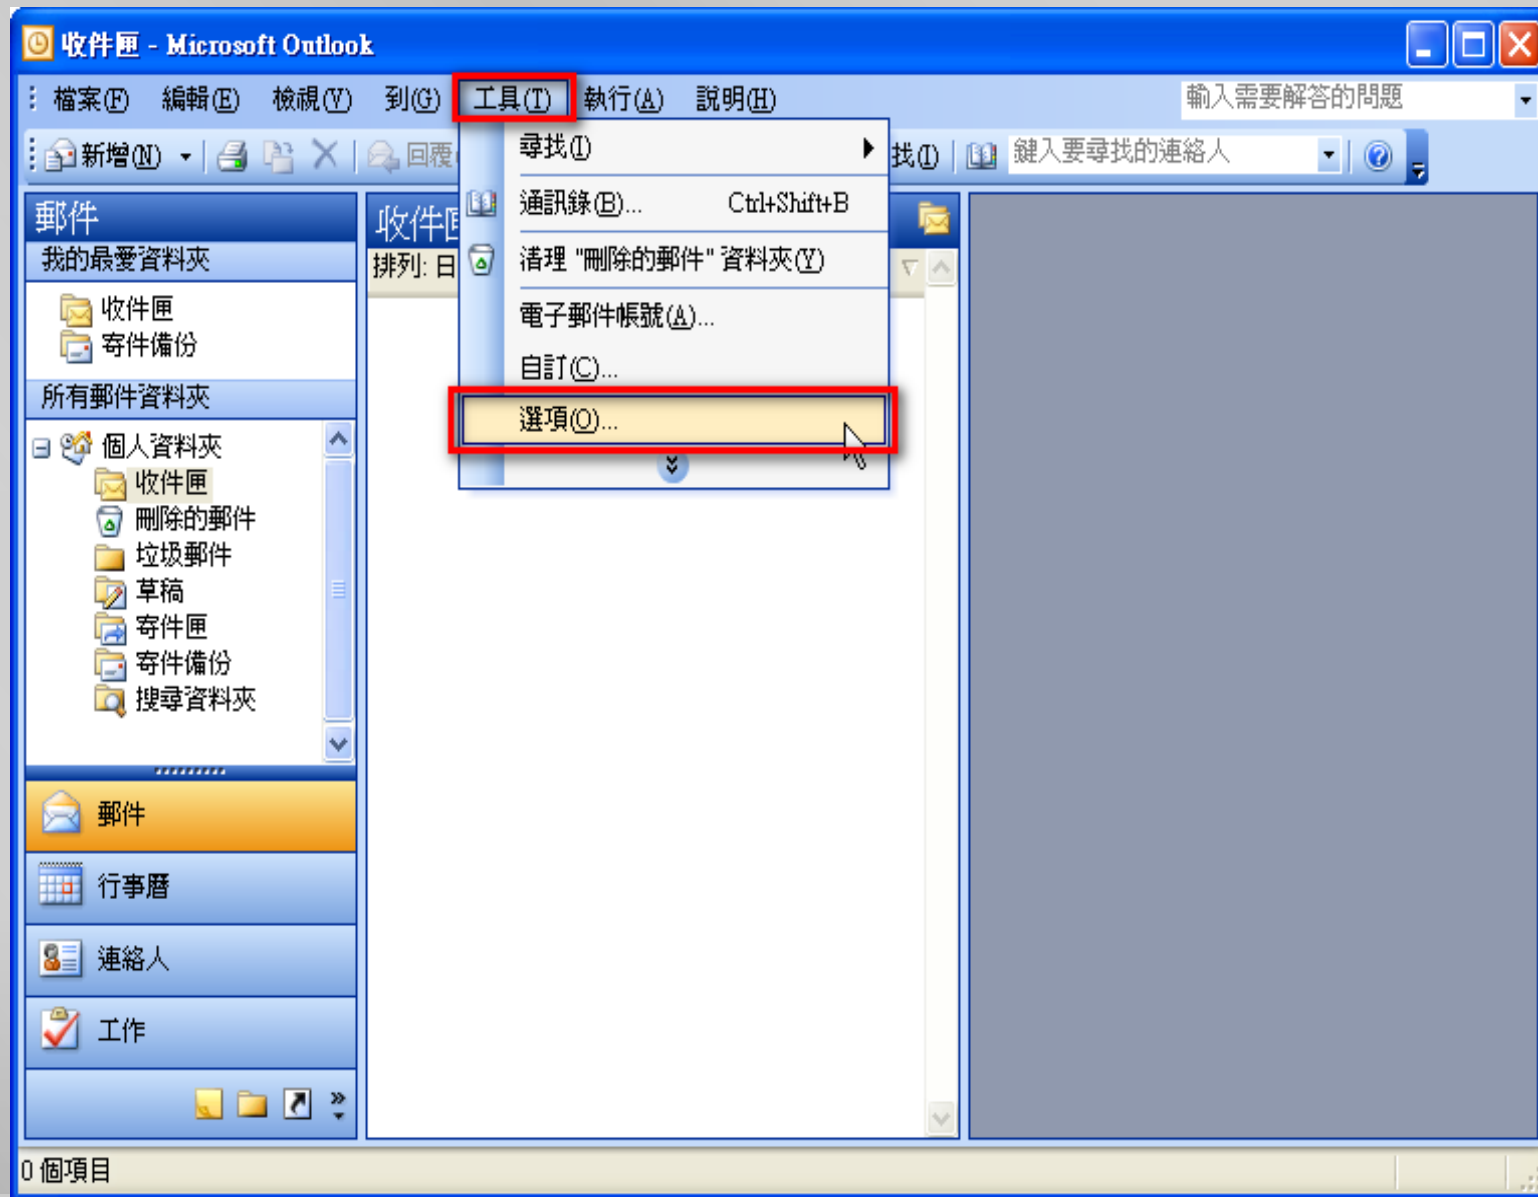 收件匣 - Microsoft Outlook
檔案(F) 編輯(E) 檢視(V) 到(G) 工具(T) 執行(A) 說明(H) 輸入需要解答的問題
新增(N) 回覆 找(I) 鍵入要尋找的連絡人
尋找(I)
通訊錄(B)... Ctrl+Shift+B
清理 "刪除的郵件" 資料夾(Y)
電子郵件帳號(A)...
自訂(C)...
選項(O)...
郵件
我的最愛資料夾
收件匣
寄件備份
所有郵件資料夾
個人資料夾
收件匣
刪除的郵件
垃圾郵件
草稿
寄件匣
寄件備份
搜尋資料夾
郵件
行事曆
連絡人
工作
收件匣
排列: 日
0 個項目